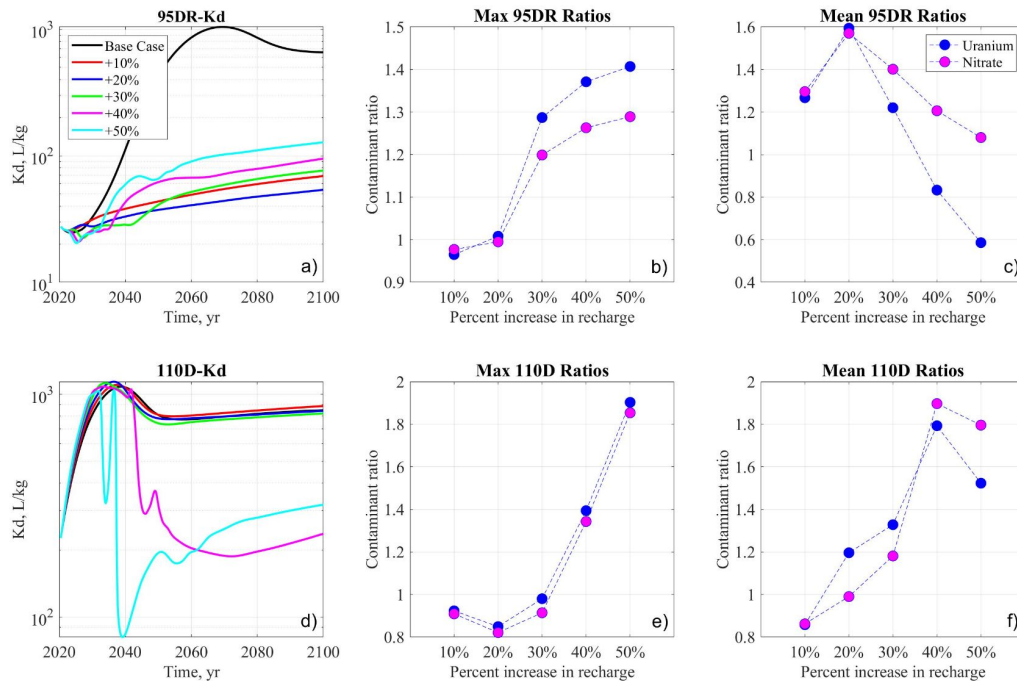 95DR-Kd
10³
10²
10¹
Kd, L/kg
Base Case
+10%
+20%
+30%
+40%
+50%
2020 2040 2060 2080 2100
Time, yr
a)
Max 95DR Ratios
1.5
1.4
1.3
1.2
1.1
1
0.9
Contaminant ratio
10% 20% 30% 40% 50%
Percent increase in recharge
b)
Mean 95DR Ratios
1.6
1.4
1.2
1
0.8
0.6
0.4
Contaminant ratio
Uranium
Nitrate
10% 20% 30% 40% 50%
Percent increase in recharge
c)
110D-Kd
10³
10²
Kd, L/kg
2020 2040 2060 2080 2100
Time, yr
d)
Max 110D Ratios
2
1.8
1.6
1.4
1.2
1
0.8
Contaminant ratio
10% 20% 30% 40% 50%
Percent increase in recharge
e)
Mean 110D Ratios
2
1.8
1.6
1.4
1.2
1
0.8
Contaminant ratio
10% 20% 30% 40% 50%
Percent increase in recharge
f)